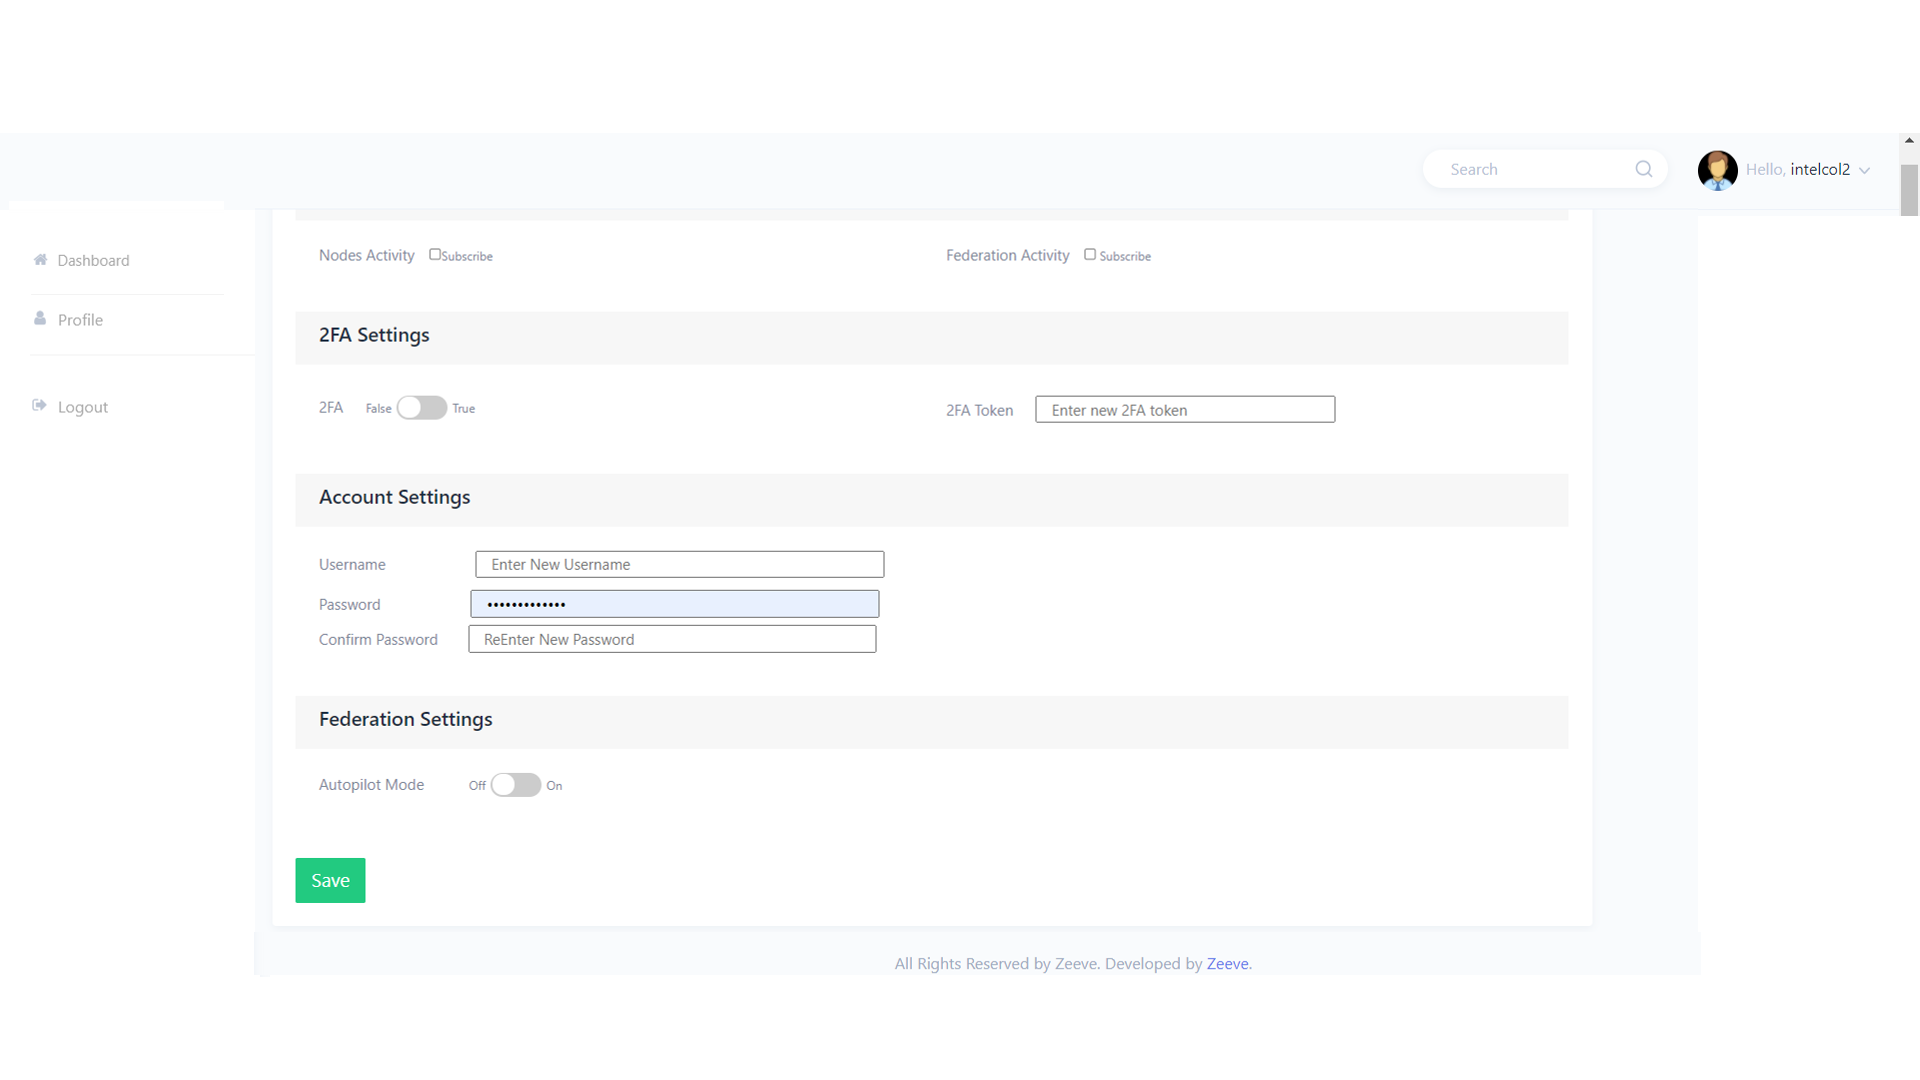 Search
Hello, intelcol2
Dashboard
Profile
Logout
Nodes Activity Subscribe
Federation Activity Subscribe
2FA Settings
2FA False True
2FA Token Enter new 2FA token
Account Settings
Username Enter New Username
Password •••••••••••••
Confirm Password ReEnter New Password
Federation Settings
Autopilot Mode Off On
Save
All Rights Reserved by Zeeve. Developed by Zeeve.